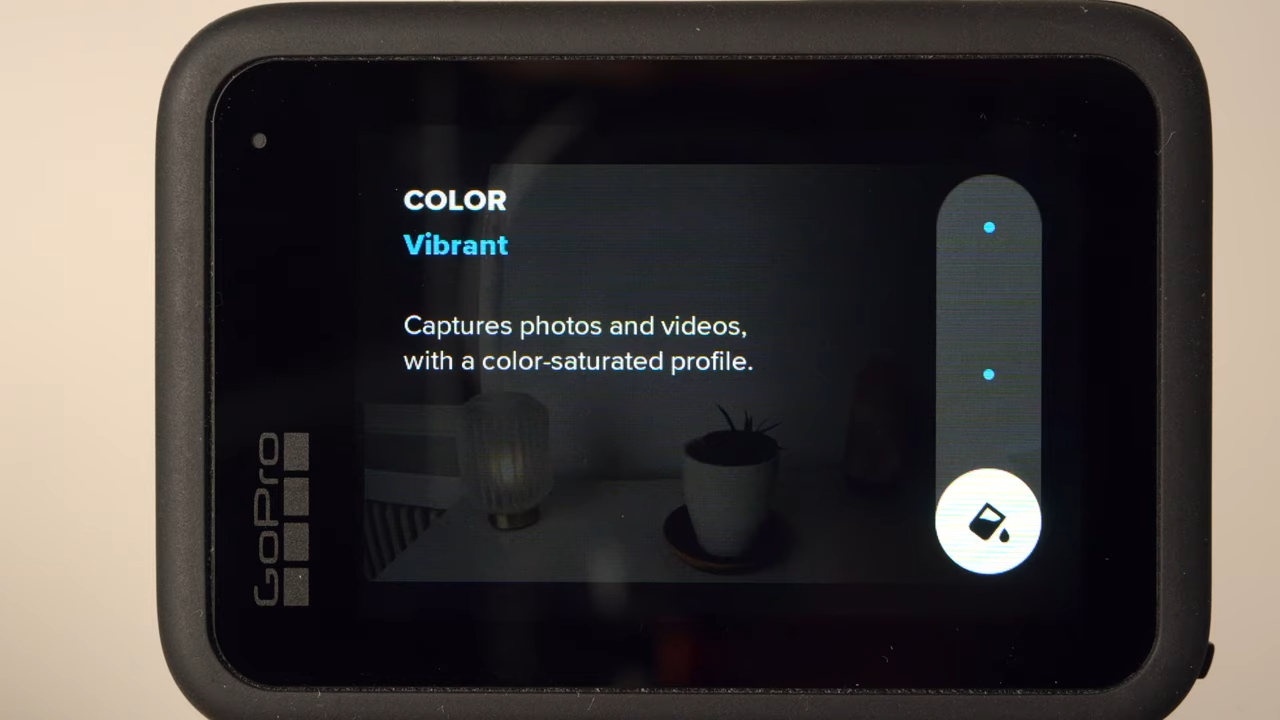 COLOR
Vibrant
Captures photos and videos,
with a color-saturated profile.
GoPro